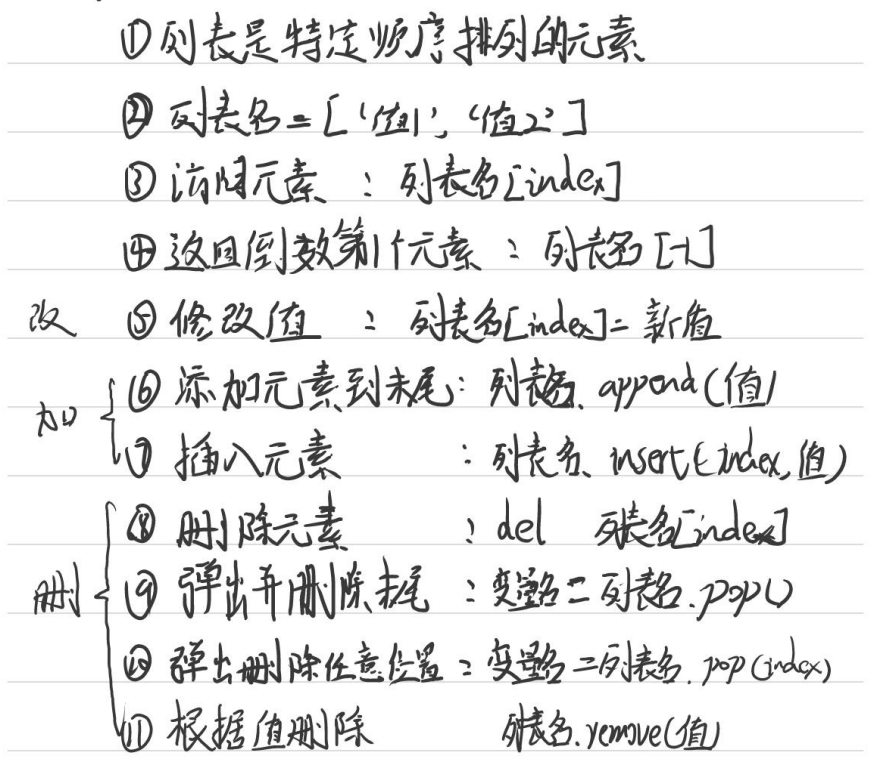 ①列表是特定顺序排列的元素
②列表名=['值1', '值2']
③访问元素:列表名[index]
④返回倒数第1个元素:列表名[-1]
改 ⑤修改值:列表名[index]=新值
⑥添加元素到末尾:列表名.append(值)
加
⑦插入元素:列表名.insert(index,值)
⑧删除元素:del 列表名[index]
删 ⑨弹出并删除末尾:变量名=列表名.pop()
⑩弹出删除任意位置:变量名=列表名.pop(index)
⑪根据值删除 列表名.remove(值)